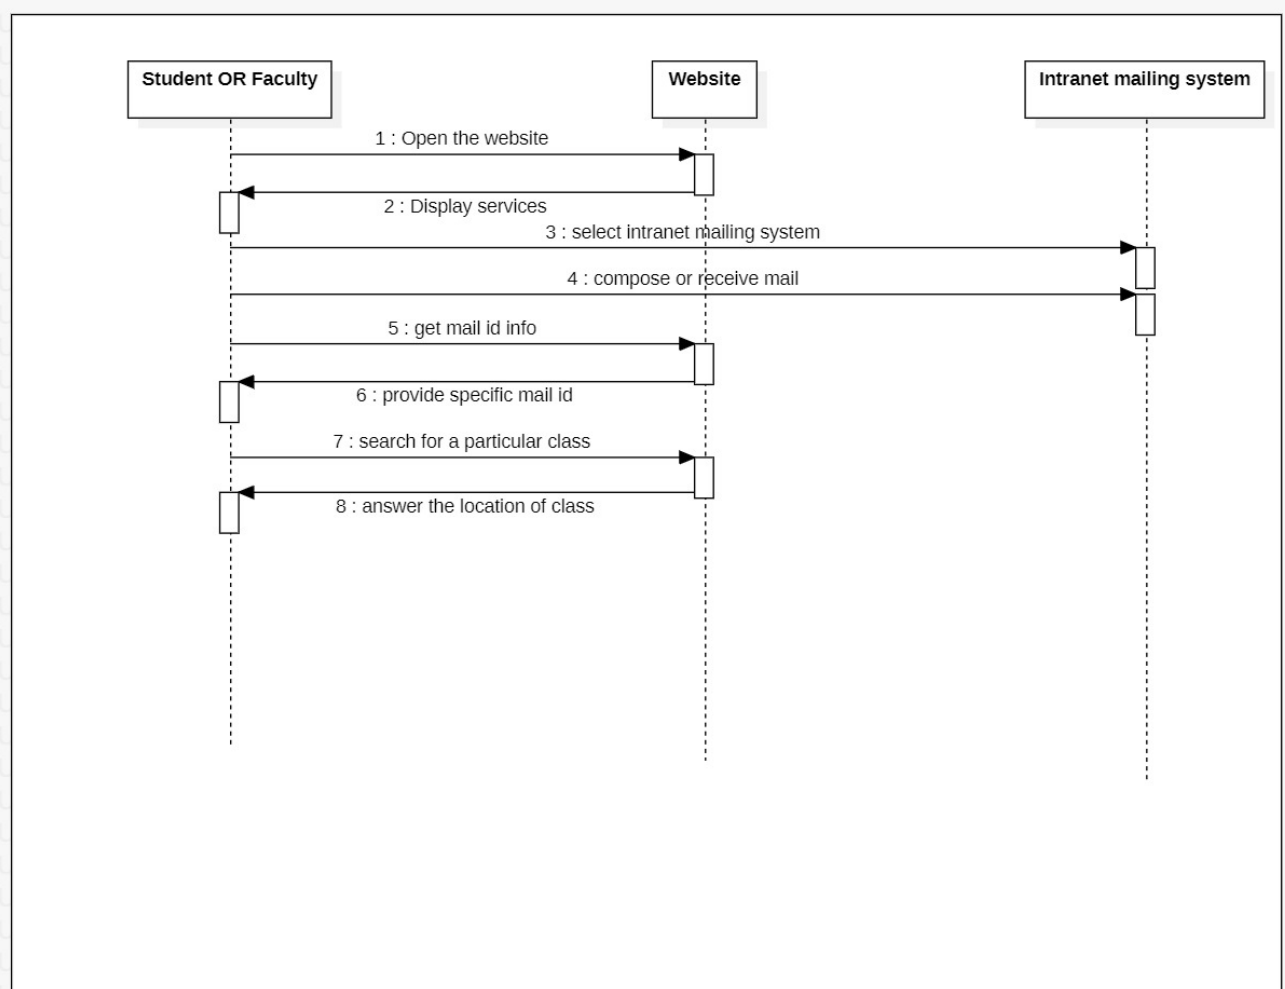 Student OR Faculty
Website
Intranet mailing system
1 : Open the website
2 : Display services
3 : select intranet mailing system
4 : compose or receive mail
5 : get mail id info
6 : provide specific mail id
7 : search for a particular class
8 : answer the location of class